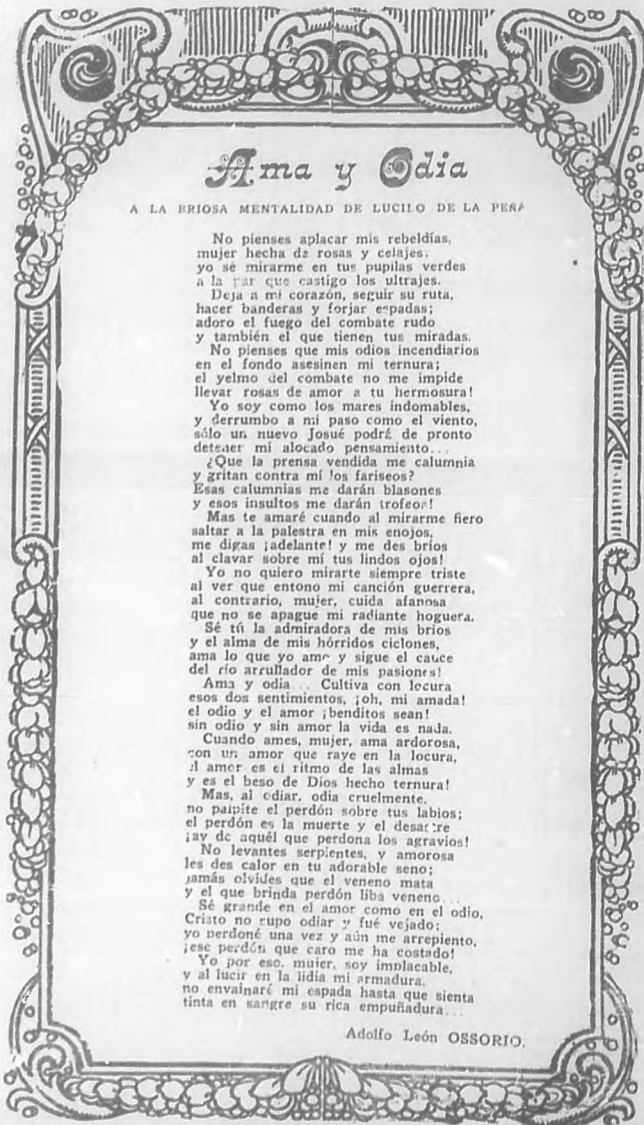 Ama y Odia
A LA BRIOSA MENTALIDAD DE LUCILO DE LA PEÑA
No pienses aplacar mis rebeldías,
mujer hecha de rosas y celajes.
yo sé mirarme en tus pupilas verdes
a la par que castigo los ultrajes.
Deja a mi corazón, seguir su ruta,
hacer banderas y forjar espadas;
adoro el fuego del combate rudo
y también el que tienen tus miradas.
No pienses que mis odios incendiarios
en el fondo asesinen mi ternura;
el yelmo del combate no me impide
llevar rosas de amor a tu hermosura!
Yo soy como los mares indomables,
y derrumbo a mi paso como el viento,
sólo un nuevo Josué podrá de pronto
detener mi alocado pensamiento...
¿Que la prensa vendida me calumnia
y gritan contra mí los fariseos?
Esas calumnias me darán blasones
y esos insultos me darán trofeos!
Mas te amaré cuando al mirarme fiero
saltar a la palestra en mis enojos,
me digas ¡adelante! y me des bríos
al clavar sobre mí tus lindos ojos!
Yo no quiero mirarte siempre triste
al ver que entono mi canción guerrera,
al contrario, mujer, cuida afanosa
que no se apague mi radiante hoguera.
Sé tú la admiradora de mis bríos
y el alma de mis hórridos ciclones,
ama lo que yo amo y sigue el cauce
del río arrullador de mis pasiones!
Ama y odia... Cultiva con locura
esos dos sentimientos, ¡oh, mi amada!
el odio y el amor ¡benditos sean!
sin odio y sin amor la vida es nada.
Cuando ames, mujer, ama ardorosa,
con un amor que raye en la locura,
el amor es el ritmo de las almas
y es el beso de Dios hecho ternura!
Mas, al odiar, odia cruelmente,
no palpite el perdón sobre tus labios;
el perdón es la muerte y el desastre
¡ay de aquél que perdona los agravios!
No levantes serpientes, y amorosa
les des calor en tu adorable seno;
jamás olvides que el veneno mata
y el que brinda perdón liba veneno...
Sé grande en el amor como en el odio,
Cristo no supo odiar y fué vejado;
yo perdoné una vez y aún me arrepiento,
¡ese perdón que caro me ha costado!
Yo por eso, mujer, soy implacable,
y al lucir en la lidia mi armadura,
no envainaré mi espada hasta que sienta
tinta en sangre su rica empuñadura...
Adolfo León OSSORIO.